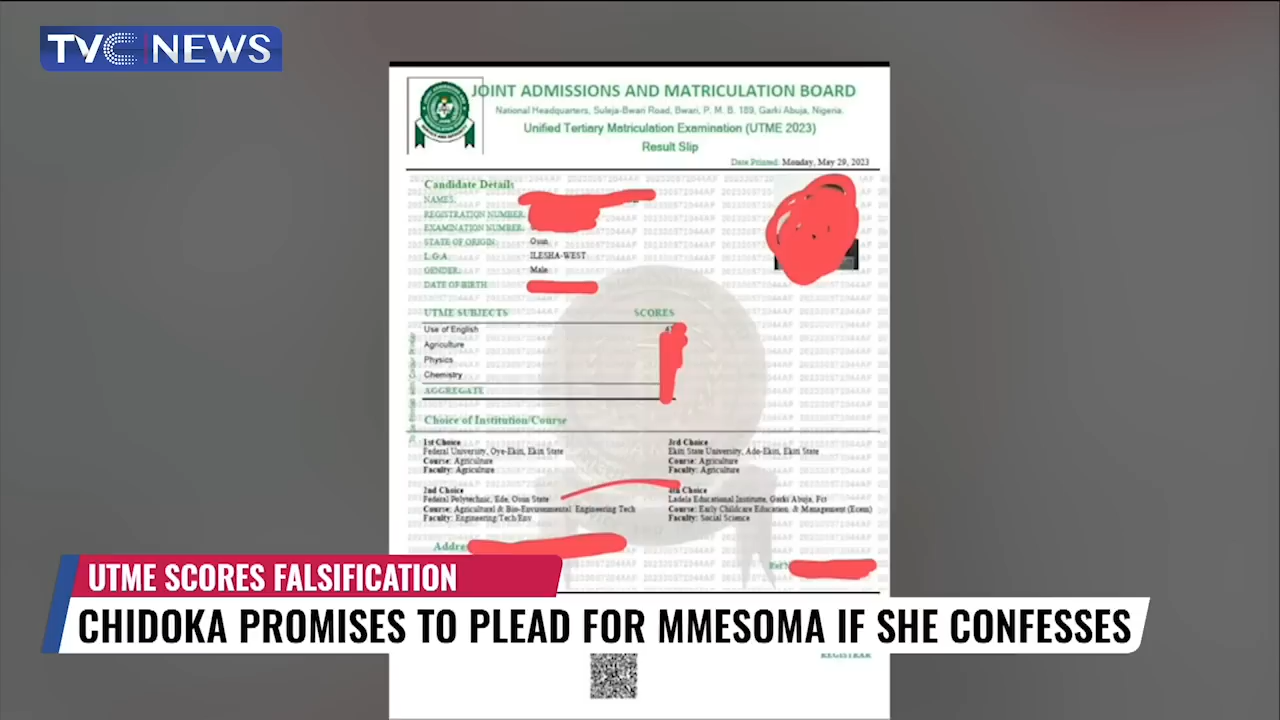 TVC NEWS
JOINT ADMISSIONS AND MATRICULATION BOARD
National Headquarters, Suleja-Bwari Road, Bwari, P. M. B. 189, Garki Abuja, Nigeria.
Unified Tertiary Matriculation Examination (UTME 2023)
Result Slip
Date Printed: Monday, May 29, 2023
Candidate Details
NAMES:
REGISTRATION NUMBER:
EXAMINATION NUMBER:
STATE OF ORIGIN: Osun
L.G.A: ILESHA-WEST
GENDER: Male
DATE OF BIRTH:
UTME SUBJECTS SCORES
Use of English
Agriculture
Physics
Chemistry
AGGREGATE
Choice of Institution/Course
1st Choice
Federal University, Oye-Ekiti, Ekiti State
Course: Agriculture
Faculty: Agriculture
3rd Choice
Ekiti State University, Ado-Ekiti, Ekiti State
Course: Agriculture
Faculty: Agriculture
2nd Choice
Federal Polytechnic, Ede, Osun State
Course: Agricultural & Bio-Environmental Engineering Tech
Faculty: Engineering/Tech/Env
4th Choice
Ladela Educational Institute, Garki Abuja, Fct
Course: Early Childcare Education, & Management (Ecem)
Faculty: Social Science
UTME SCORES FALSIFICATION
CHIDOKA PROMISES TO PLEAD FOR MMESOMA IF SHE CONFESSES
REGISTRAR